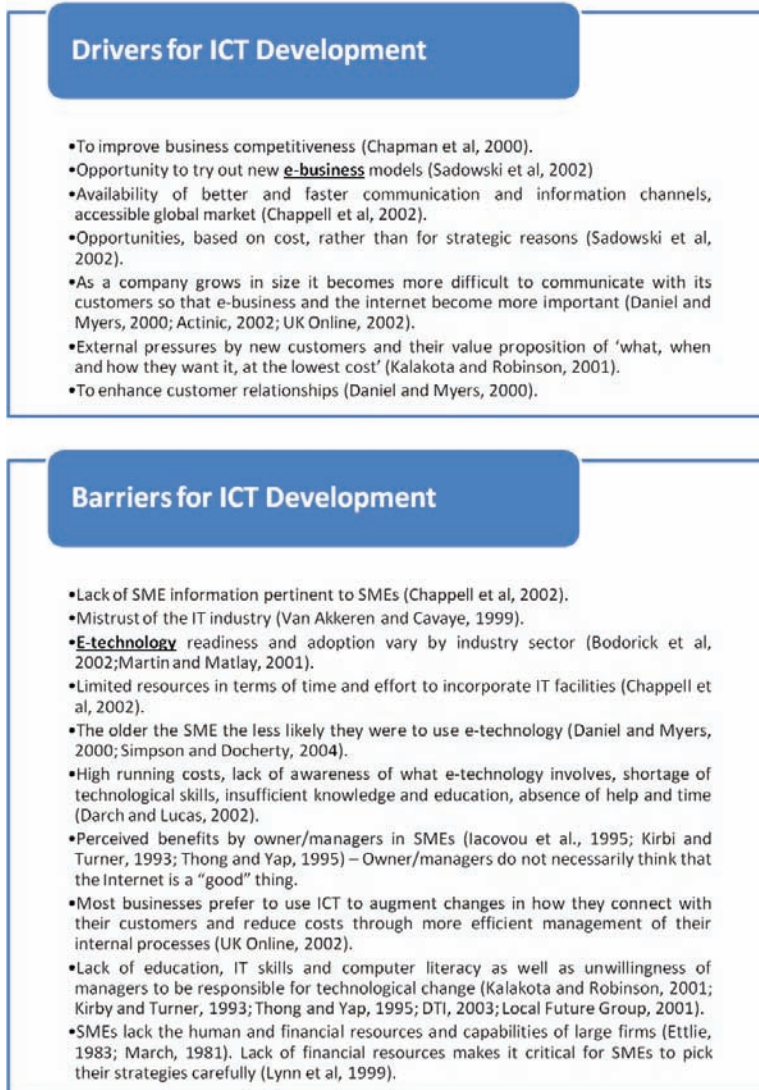 Drivers for ICT Development
•To improve business competitiveness (Chapman et al, 2000).
•Opportunity to try out new e-business models (Sadowski et al, 2002)
•Availability of better and faster communication and information channels,
accessible global market (Chappell et al, 2002).
•Opportunities, based on cost, rather than for strategic reasons (Sadowski et al,
2002).
•As a company grows in size it becomes more difficult to communicate with its
customers so that e-business and the internet become more important (Daniel and
Myers, 2000; Actinic, 2002; UK Online, 2002).
•External pressures by new customers and their value proposition of ‘what, when
and how they want it, at the lowest cost’ (Kalakota and Robinson, 2001).
•To enhance customer relationships (Daniel and Myers, 2000).
Barriers for ICT Development
•Lack of SME information pertinent to SMEs (Chappell et al, 2002).
•Mistrust of the IT industry (Van Akkeren and Cavaye, 1999).
•E-technology readiness and adoption vary by industry sector (Bodorick et al,
2002;Martin and Matlay, 2001).
•Limited resources in terms of time and effort to incorporate IT facilities (Chappell et
al, 2002).
•The older the SME the less likely they were to use e-technology (Daniel and Myers,
2000; Simpson and Docherty, 2004).
•High running costs, lack of awareness of what e-technology involves, shortage of
technological skills, insufficient knowledge and education, absence of help and time
(Darch and Lucas, 2002).
•Perceived benefits by owner/managers in SMEs (Iacovou et al., 1995; Kirbi and
Turner, 1993; Thong and Yap, 1995) – Owner/managers do not necessarily think that
the Internet is a “good” thing.
•Most businesses prefer to use ICT to augment changes in how they connect with
their customers and reduce costs through more efficient management of their
internal processes (UK Online, 2002).
•Lack of education, IT skills and computer literacy as well as unwillingness of
managers to be responsible for technological change (Kalakota and Robinson, 2001;
Kirby and Turner, 1993; Thong and Yap, 1995; DTI, 2003; Local Future Group, 2001).
•SMEs lack the human and financial resources and capabilities of large firms (Ettlie,
1983; March, 1981). Lack of financial resources makes it critical for SMEs to pick
their strategies carefully (Lynn et al, 1999).